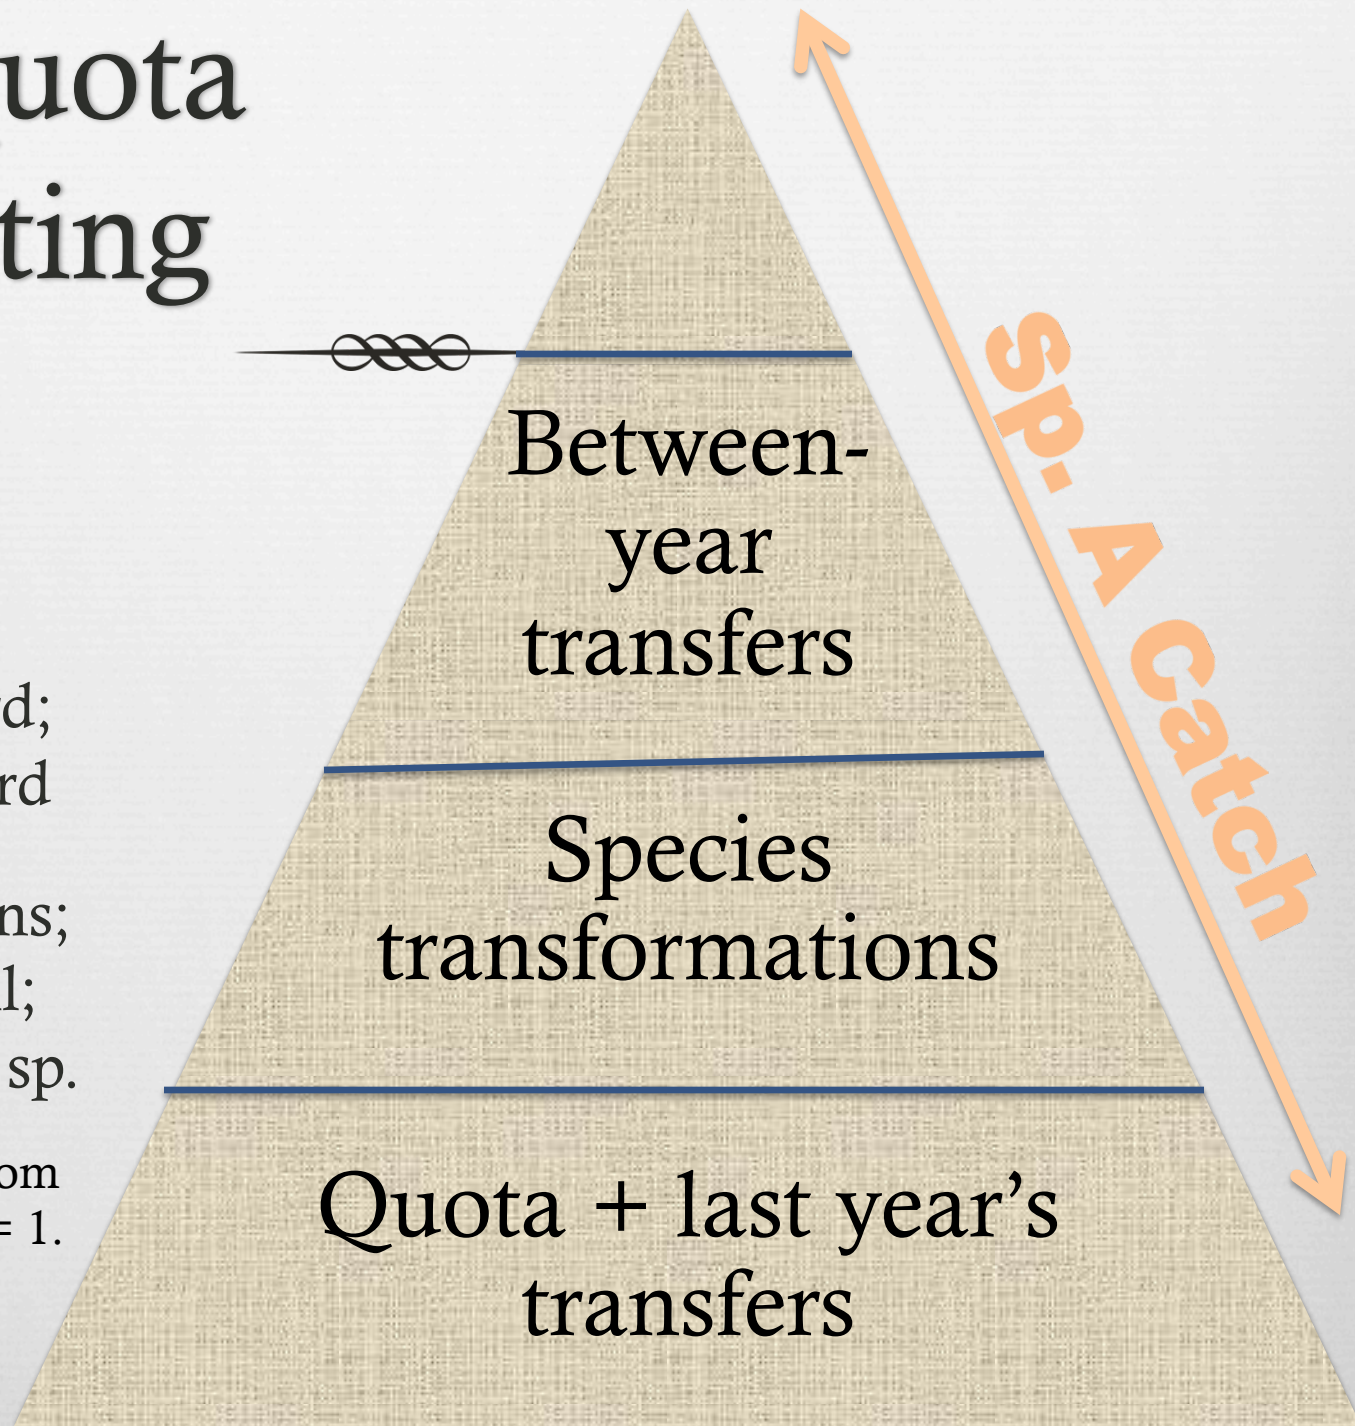 uota
ting
Between-
year
transfers
Sp. A Catch
d;
rd
Species
transformations
ns;
l;
sp.
om
= 1.
Quota + last year’s
transfers